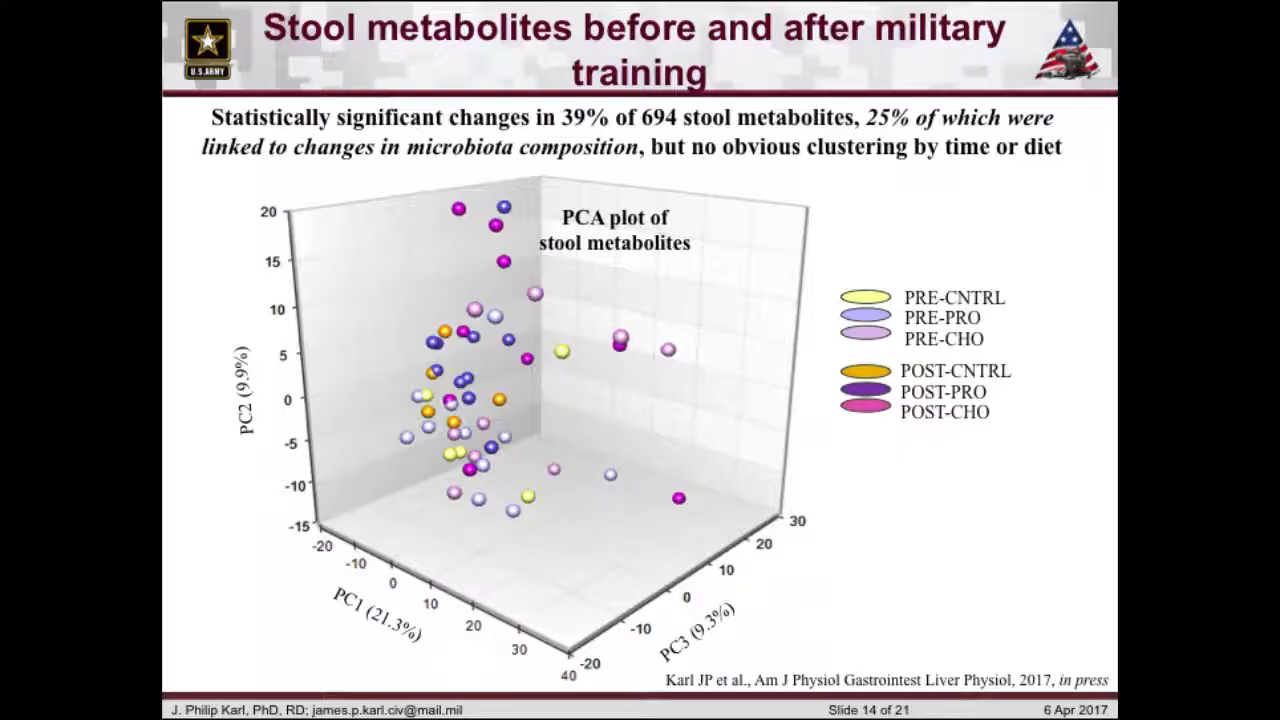 Stool metabolites before and after military
training
U.S.ARMY
Statistically significant changes in 39% of 694 stool metabolites, 25% of which were
linked to changes in microbiota composition, but no obvious clustering by time or diet
PCA plot of
stool metabolites
20
15
10
5
0
-5
-10
-15
PC2 (9.9%)
-20
-10
0
10
20
30
40
PC1 (21.3%)
-20
-10
0
10
20
30
PC3 (9.3%)
PRE-CNTRL
PRE-PRO
PRE-CHO
POST-CNTRL
POST-PRO
POST-CHO
Karl JP et al., Am J Physiol Gastrointest Liver Physiol, 2017, in press
J. Philip Karl, PhD, RD; james.p.karl.civ@mail.mil
Slide 14 of 21
6 Apr 2017